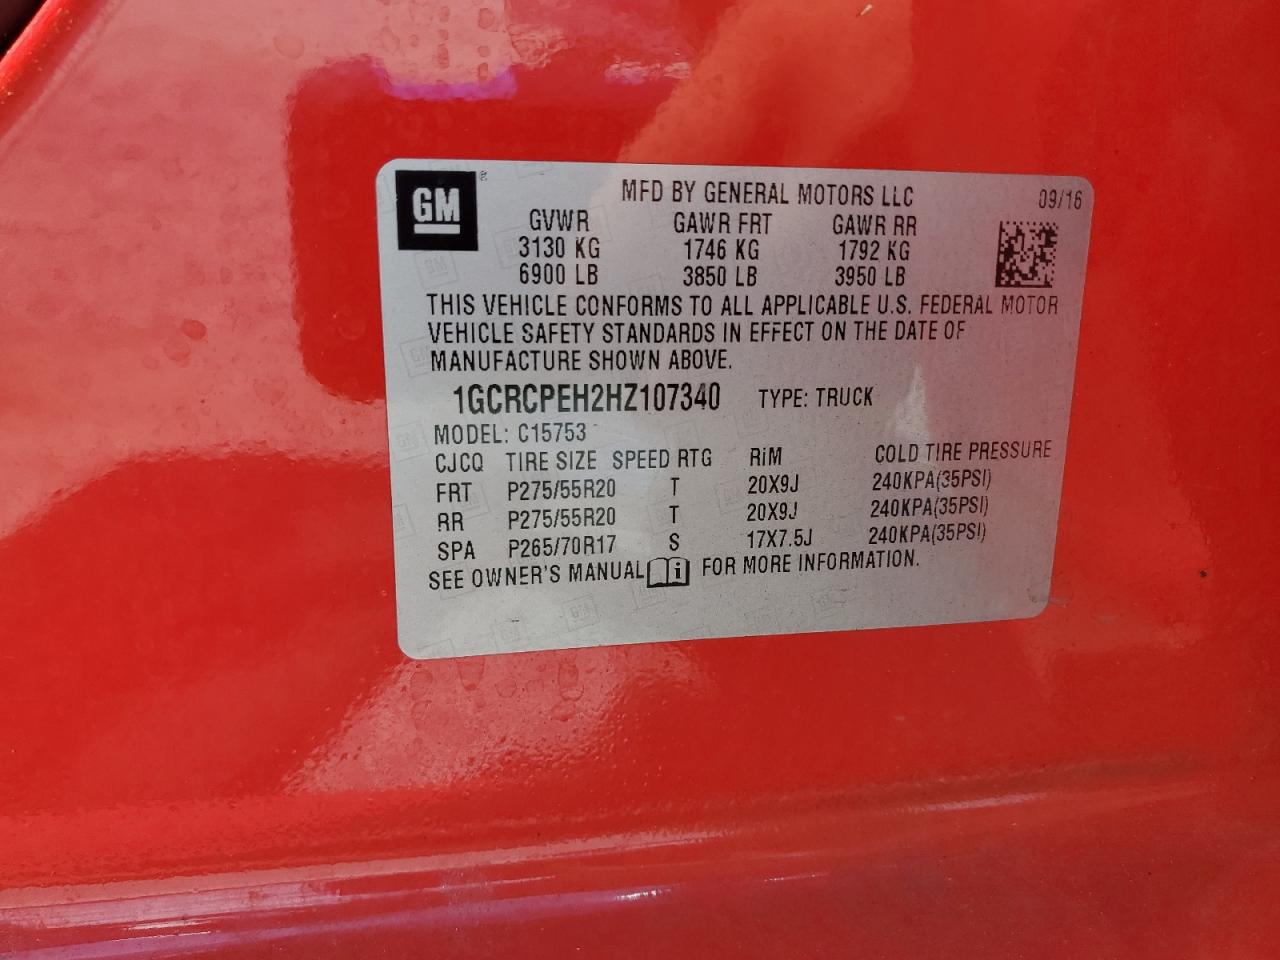 GM
MFD BY GENERAL MOTORS LLC 09/16
GVWR GAWR FRT GAWR RR
3130 KG 1746 KG 1792 KG
6900 LB 3850 LB 3950 LB
THIS VEHICLE CONFORMS TO ALL APPLICABLE U.S. FEDERAL MOTOR
VEHICLE SAFETY STANDARDS IN EFFECT ON THE DATE OF
MANUFACTURE SHOWN ABOVE.
1GCRCPEH2HZ107340 TYPE: TRUCK
MODEL: C15753
CJCQ TIRE SIZE SPEED RTG RiM COLD TIRE PRESSURE
FRT P275/55R20 T 20X9J 240KPA(35PSI)
RR P275/55R20 T 20X9J 240KPA(35PSI)
SPA P265/70R17 S 17X7.5J 240KPA(35PSI)
SEE OWNER'S MANUAL i FOR MORE INFORMATION.